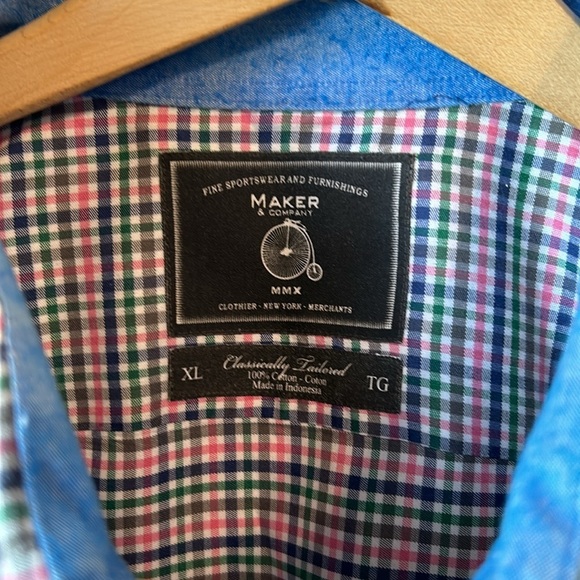 FINE SPORTSWEAR AND FURNISHINGS
MAKER
& COMPANY
MMX
CLOTHIER · NEW YORK · MERCHANTS
XL Classically Tailored TG
100% Cotton - Coton
Made in Indonesia